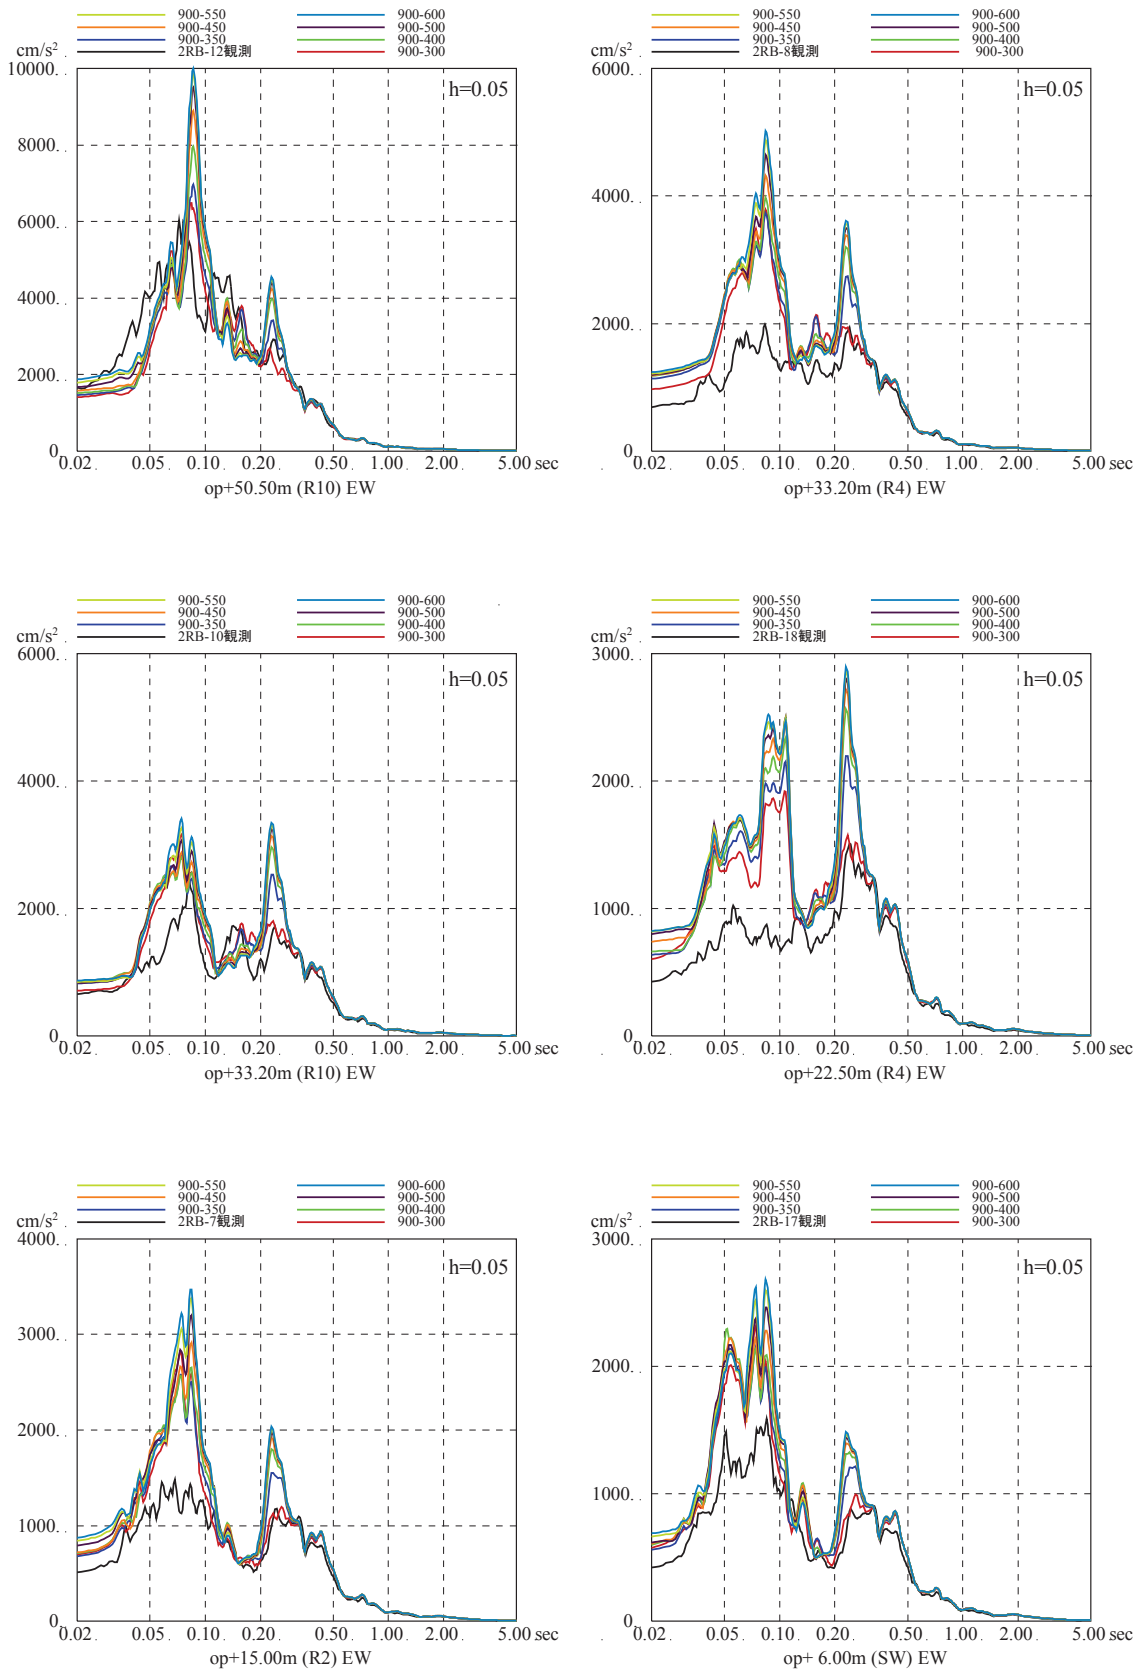 900-550
900-600
900-450
900-500
900-350
900-400
2RB-12観測
900-300
cm/s²
10000.
8000.
6000.
4000.
2000.
0.
h=0.05
0.02 0.05 0.10 0.20 0.50 1.00 2.00 5.00 sec
op+50.50m (R10) EW
900-550
900-600
900-450
900-500
900-350
900-400
2RB-8観測
900-300
cm/s²
6000.
4000.
2000.
0.
h=0.05
0.02 0.05 0.10 0.20 0.50 1.00 2.00 5.00 sec
op+33.20m (R4) EW
900-550
900-600
900-450
900-500
900-350
900-400
2RB-10観測
900-300
cm/s²
6000.
4000.
2000.
0.
h=0.05
0.02 0.05 0.10 0.20 0.50 1.00 2.00 5.00 sec
op+33.20m (R10) EW
900-550
900-600
900-450
900-500
900-350
900-400
2RB-18観測
900-300
cm/s²
3000.
2000.
1000.
0.
h=0.05
0.02 0.05 0.10 0.20 0.50 1.00 2.00 5.00 sec
op+22.50m (R4) EW
900-550
900-600
900-450
900-500
900-350
900-400
2RB-7観測
900-300
cm/s²
4000.
3000.
2000.
1000.
0.
h=0.05
0.02 0.05 0.10 0.20 0.50 1.00 2.00 5.00 sec
op+15.00m (R2) EW
900-550
900-600
900-450
900-500
900-350
900-400
2RB-17観測
900-300
cm/s²
3000.
2000.
1000.
0.
h=0.05
0.02 0.05 0.10 0.20 0.50 1.00 2.00 5.00 sec
op+ 6.00m (SW) EW